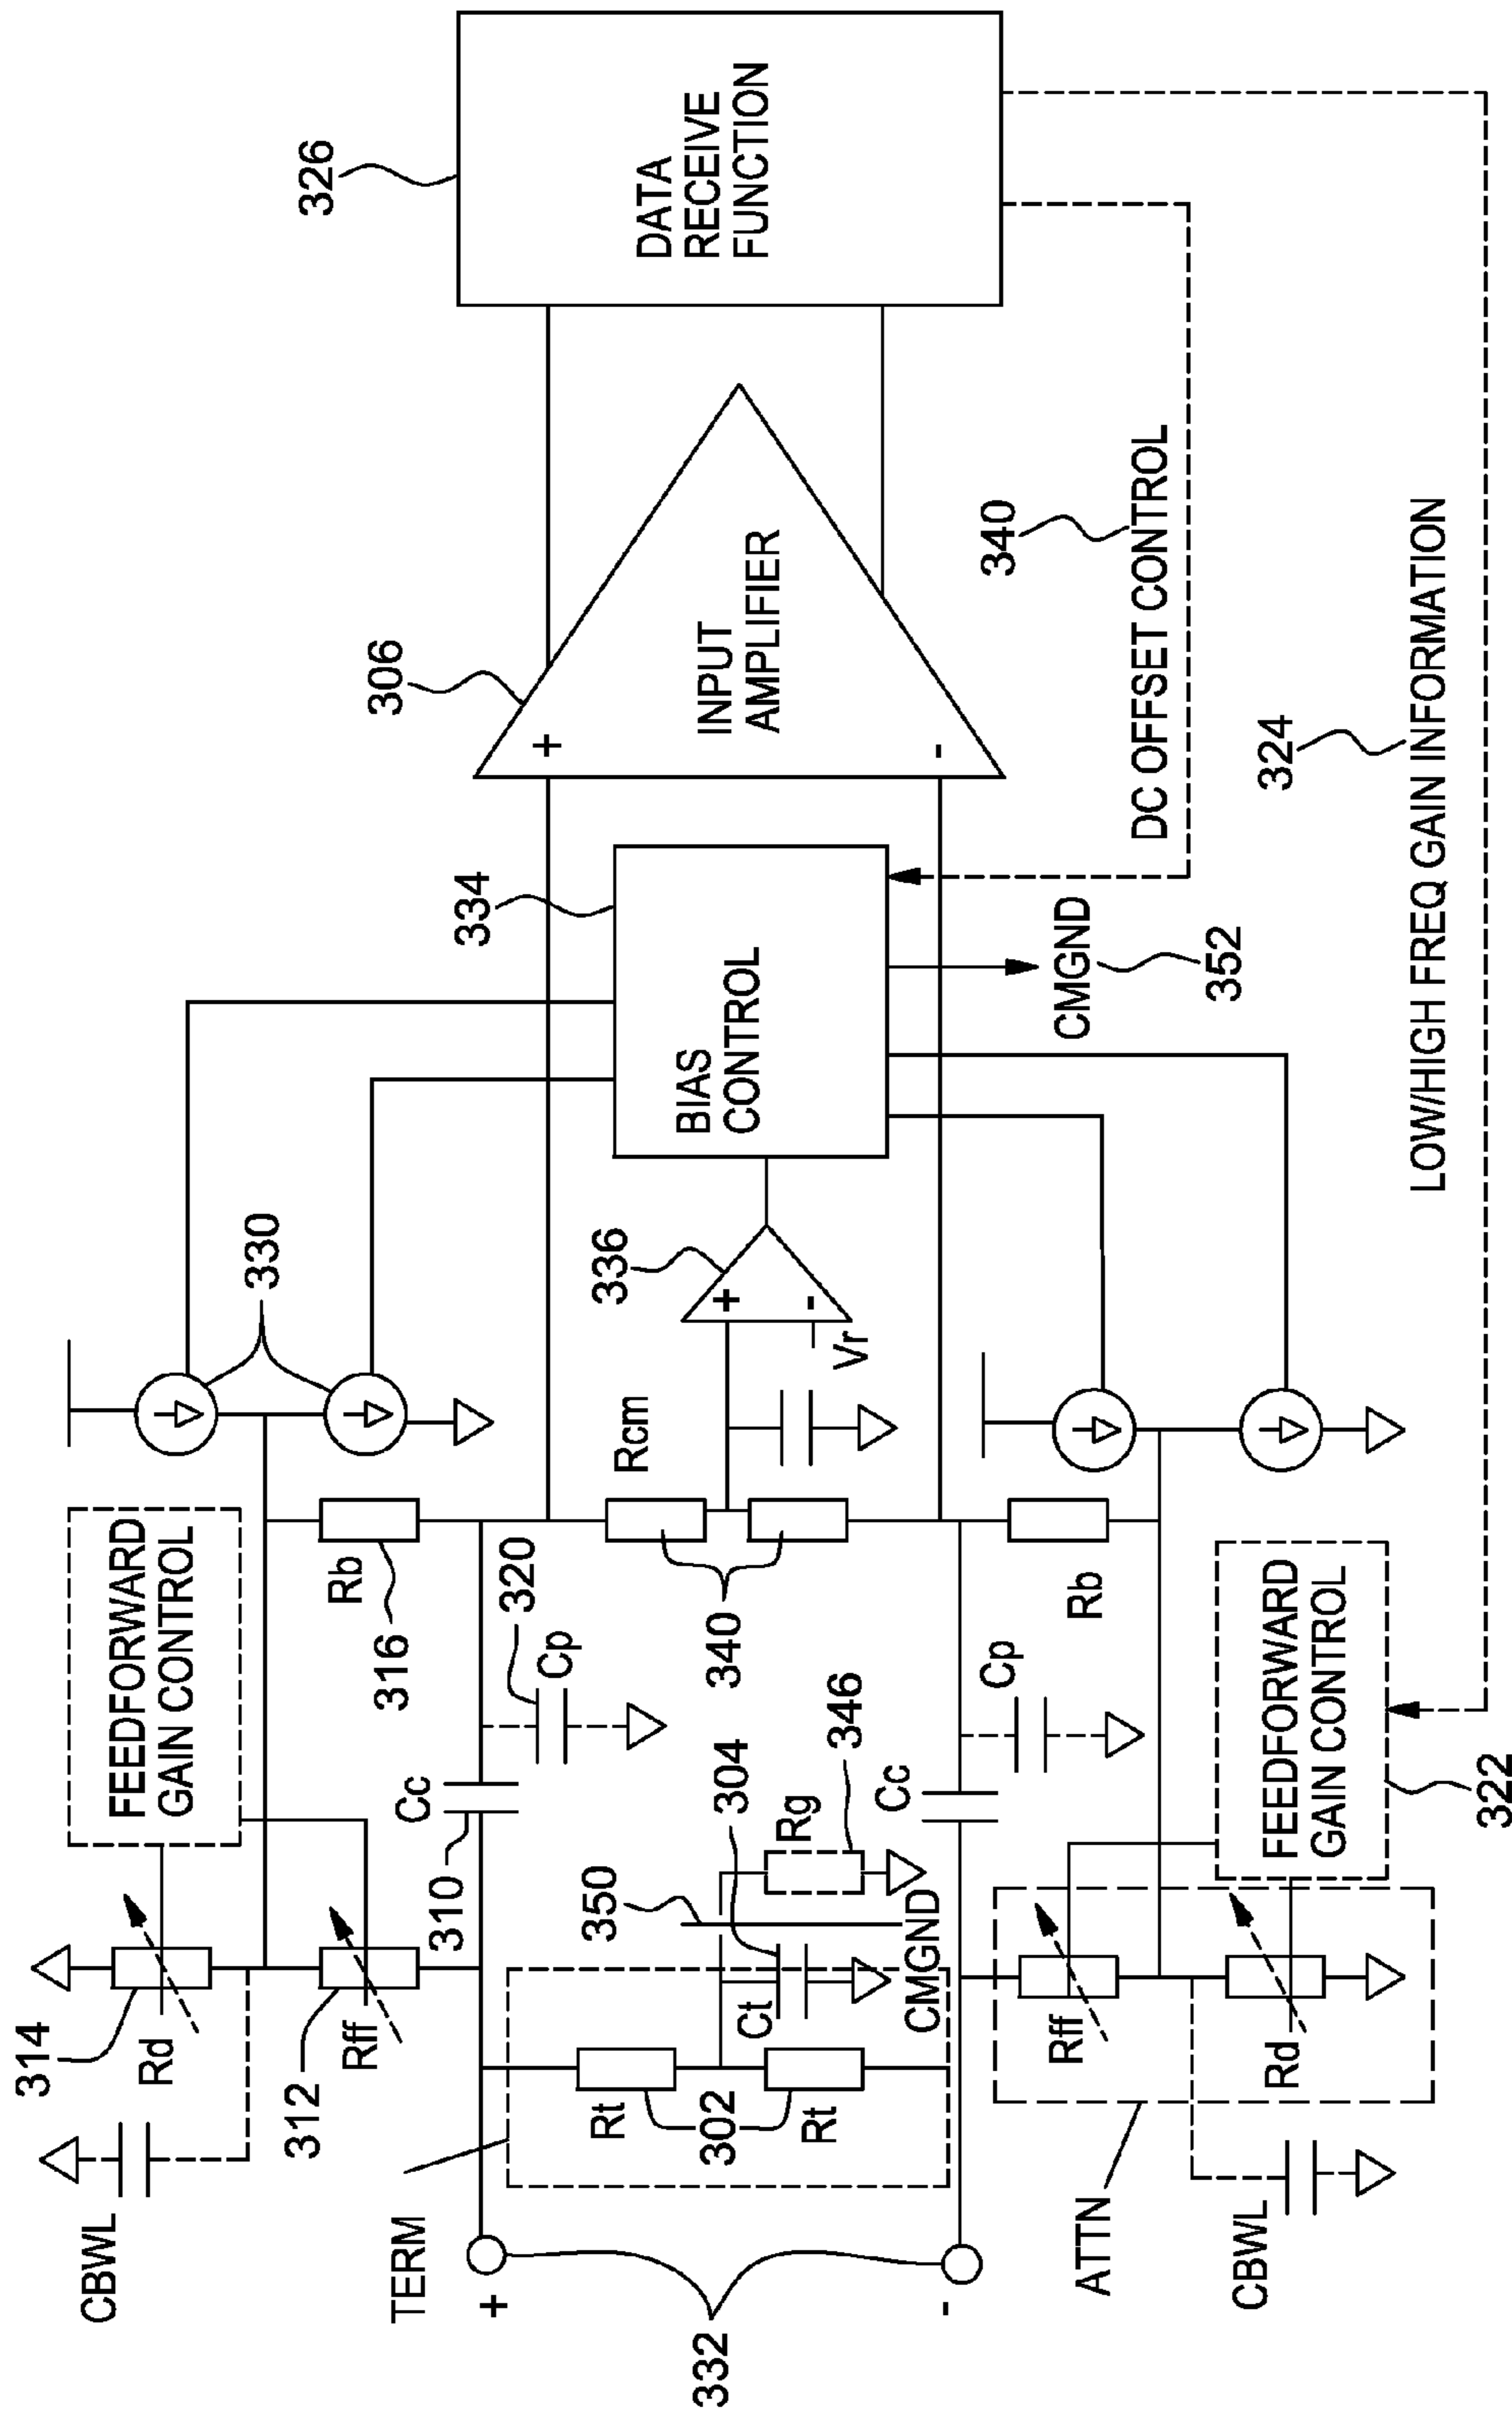 326
DATA
RECEIVE
FUNCTION
306
+
-
INPUT
AMPLIFIER
340
DC OFFSET CONTROL
324
LOW/HIGH FREQ GAIN INFORMATION
334
BIAS
CONTROL
CMGND
352
330
336
+
-
Vr
FEEDFORWARD
GAIN CONTROL
Rb
316
Rcm
340
320
Cp
Cc
310
Rb
Cp
Cc
FEEDFORWARD
GAIN CONTROL
322
314
Rd
312
Rff
350
304
Rg
346
Ct
CMGND
Rt
302
Rt
Rff
Rd
CBWL
TERM
+
-
332
ATTN
CBWL